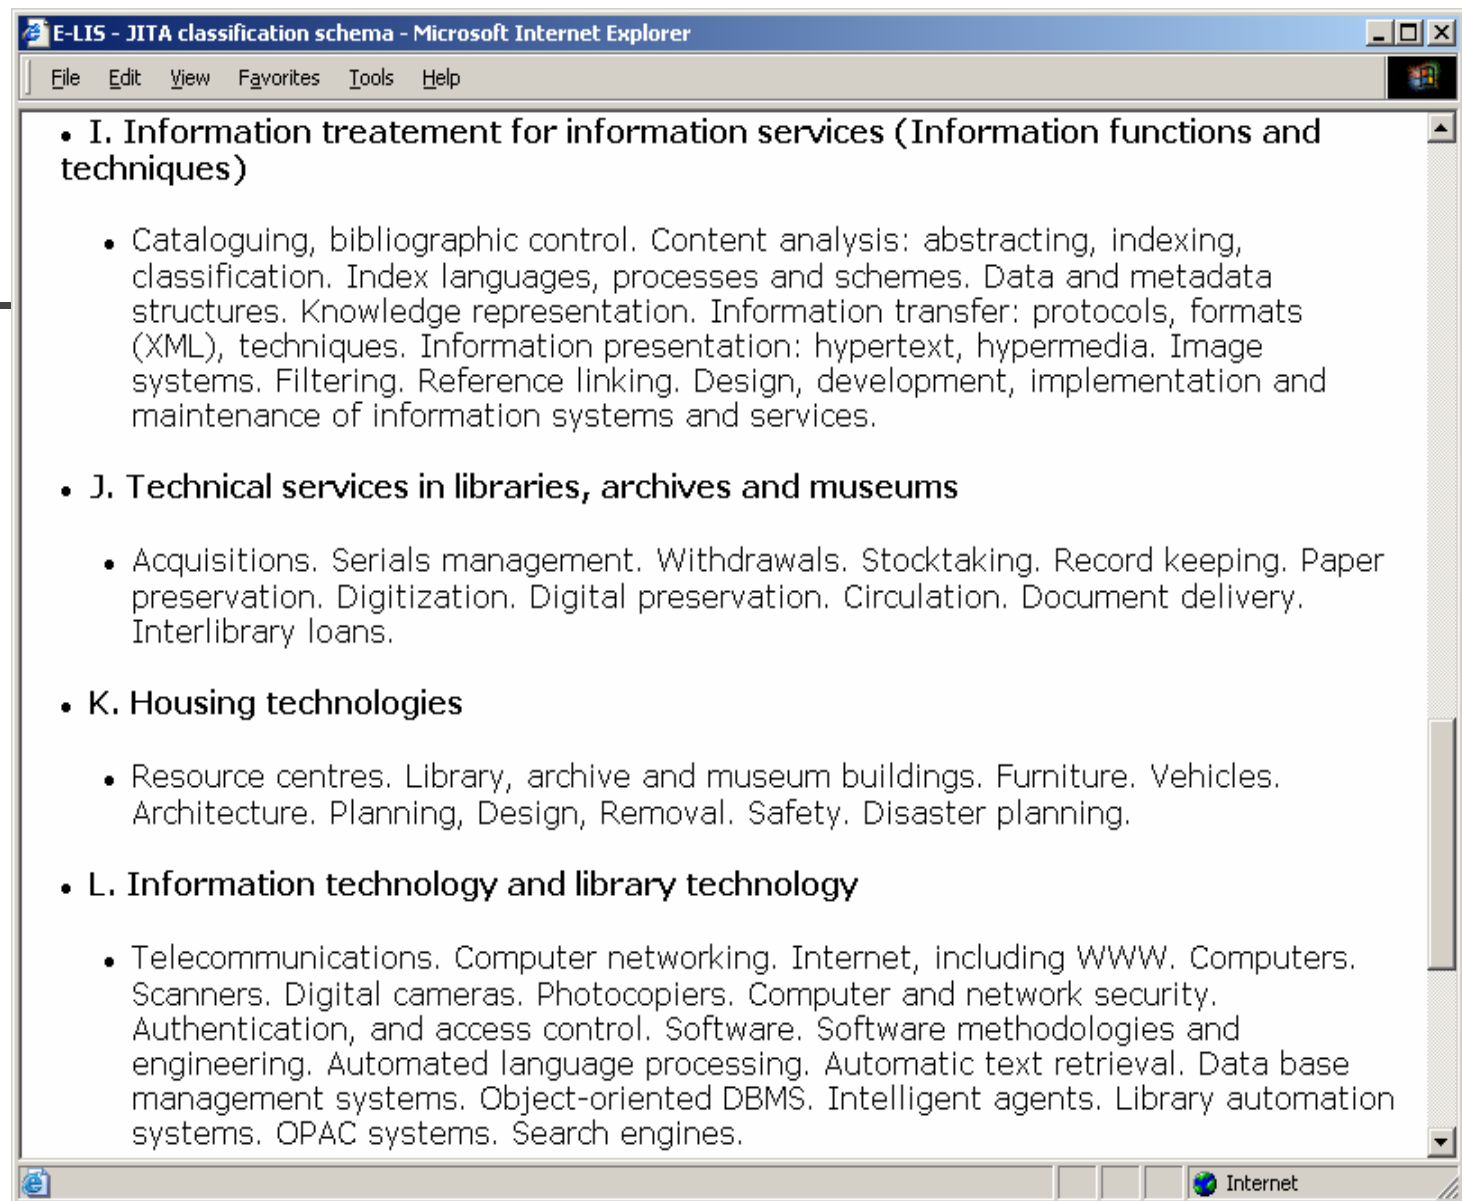 E-LIS - JITA classification schema - Microsoft Internet Explorer
File Edit View Favorites Tools Help
• I. Information treatement for information services (Information functions and
techniques)
• Cataloguing, bibliographic control. Content analysis: abstracting, indexing,
classification. Index languages, processes and schemes. Data and metadata
structures. Knowledge representation. Information transfer: protocols, formats
(XML), techniques. Information presentation: hypertext, hypermedia. Image
systems. Filtering. Reference linking. Design, development, implementation and
maintenance of information systems and services.
• J. Technical services in libraries, archives and museums
• Acquisitions. Serials management. Withdrawals. Stocktaking. Record keeping. Paper
preservation. Digitization. Digital preservation. Circulation. Document delivery.
Interlibrary loans.
• K. Housing technologies
• Resource centres. Library, archive and museum buildings. Furniture. Vehicles.
Architecture. Planning, Design, Removal. Safety. Disaster planning.
• L. Information technology and library technology
• Telecommunications. Computer networking. Internet, including WWW. Computers.
Scanners. Digital cameras. Photocopiers. Computer and network security.
Authentication, and access control. Software. Software methodologies and
engineering. Automated language processing. Automatic text retrieval. Data base
management systems. Object-oriented DBMS. Intelligent agents. Library automation
systems. OPAC systems. Search engines.
Internet